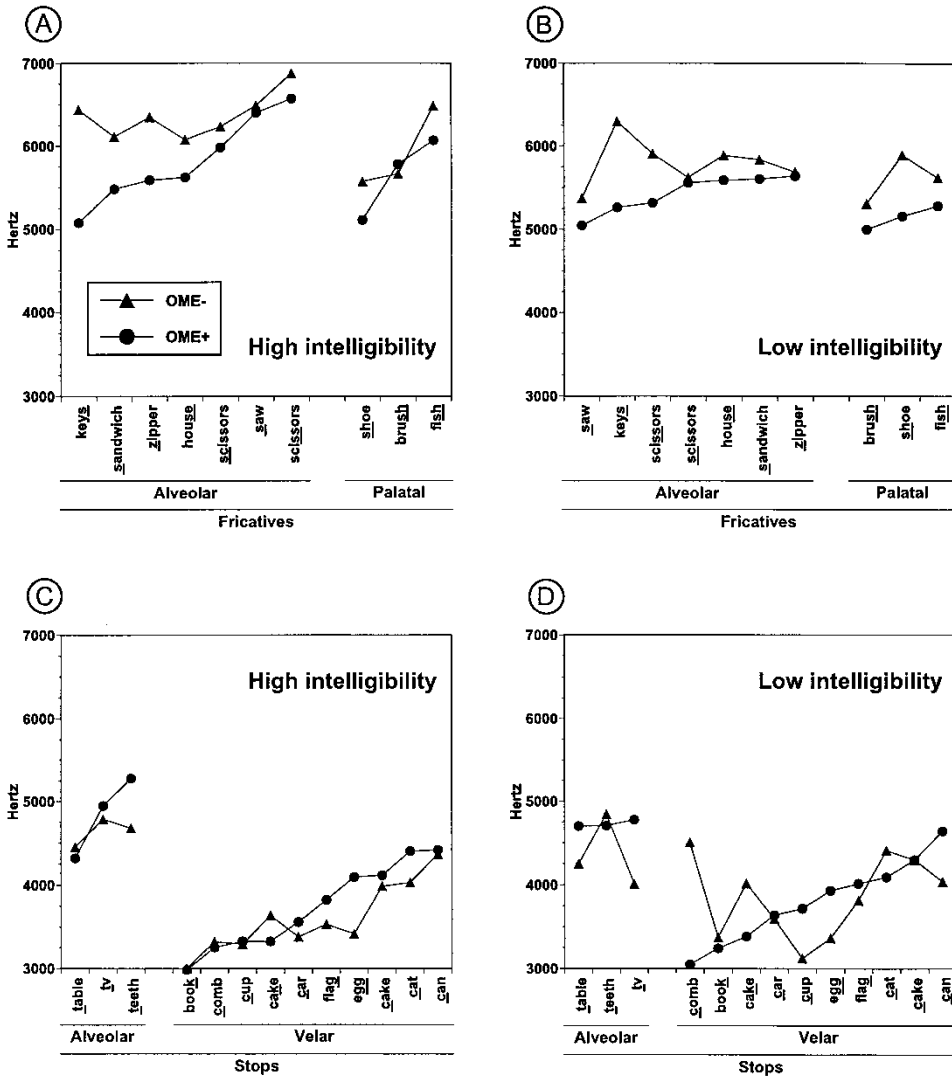 A
7000
6000
5000
4000
3000
Hertz
OME-
OME+
High intelligibility
keys
sandwich
zipper
house
scissors
saw
scissors
shoe
brush
fish
Alveolar
Palatal
Fricatives
B
7000
6000
5000
4000
3000
Hertz
Low intelligibility
saw
keys
scissors
scissors
house
sandwich
zipper
brush
shoe
fish
Alveolar
Palatal
Fricatives
C
7000
6000
5000
4000
3000
Hertz
High intelligibility
table
tv
teeth
book
comb
cup
cake
car
flag
egg
cake
cat
can
Alveolar
Velar
Stops
D
7000
6000
5000
4000
3000
Hertz
Low intelligibility
table
teeth
tv
comb
book
cake
car
cup
egg
flag
cat
cake
can
Alveolar
Velar
Stops